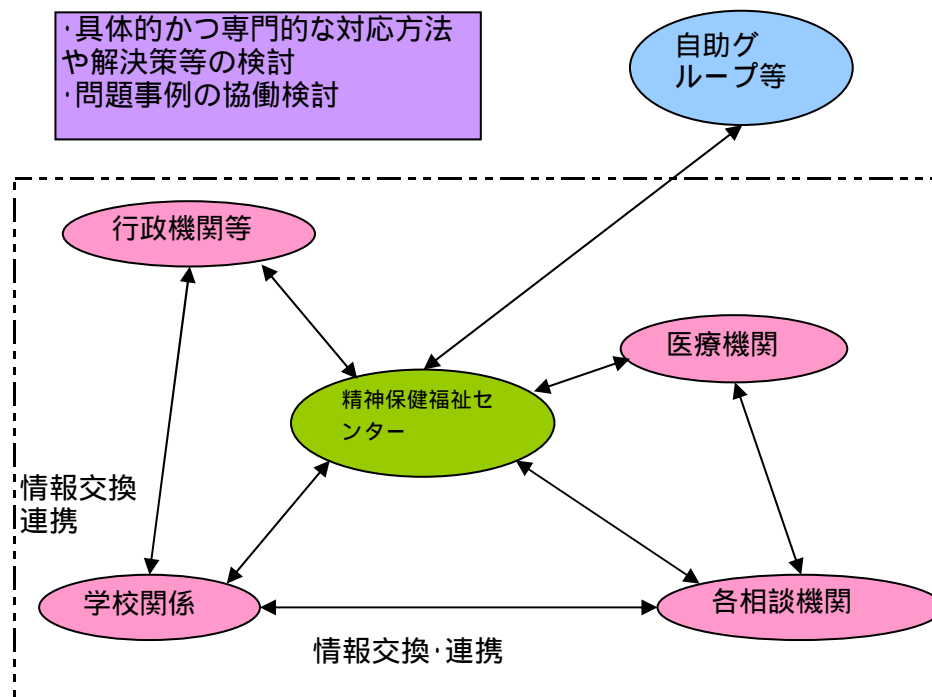 ·具体的かつ専門的な対応方法
や解決策等の検討
·問題事例の協働検討
自助グ
ループ等
行政機関等
医療機関
精神保健福祉セ
ンター
情報交換
連携
学校関係
各相談機関
情報交換·連携